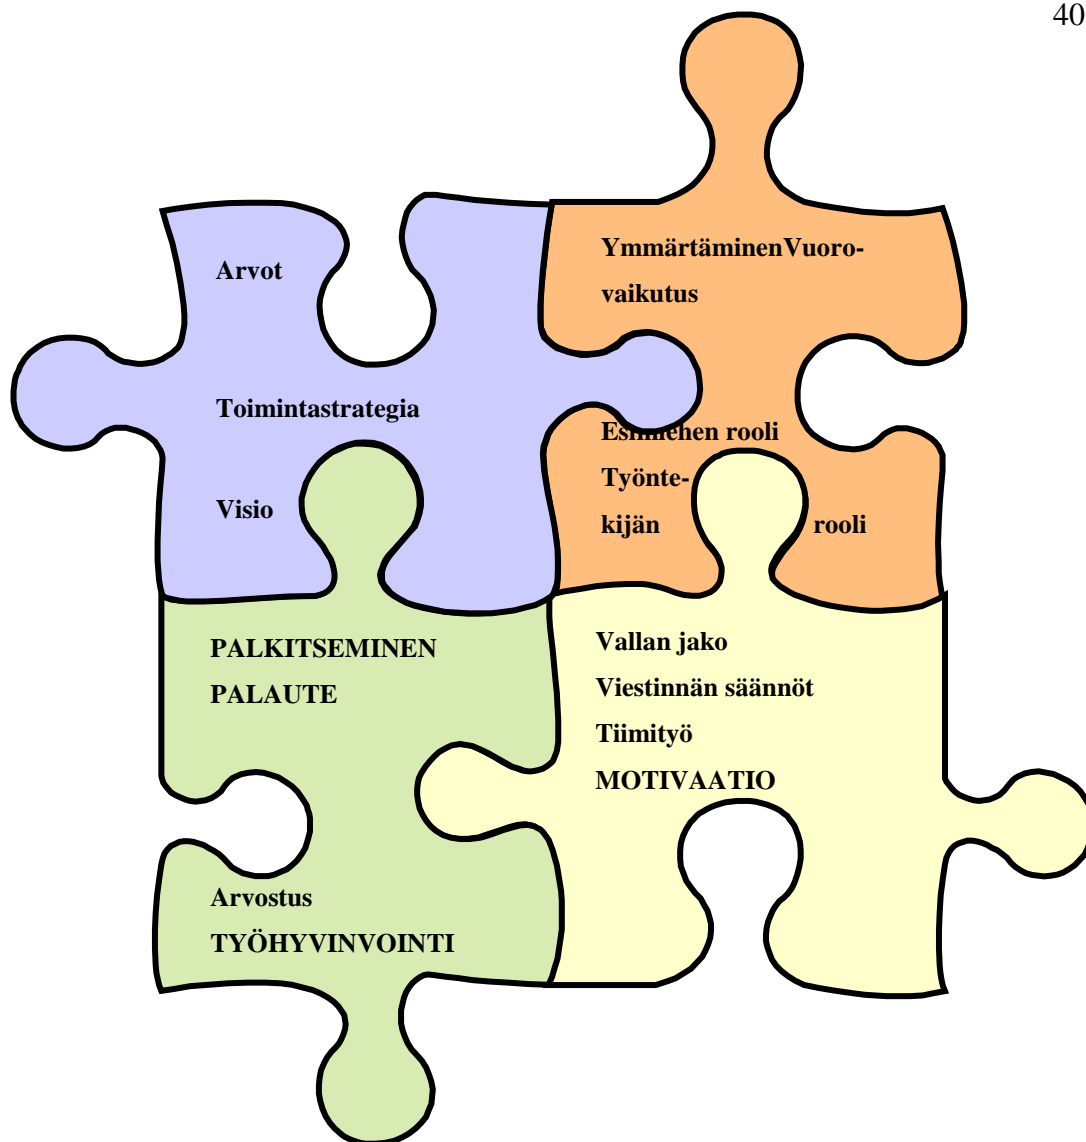 40
Arvot
Toimintastrategia
Visio
YmmärtäminenVuoro-
vaikutus
Esimiehen rooli
Työnte-
kijän rooli
PALKITSEMINEN
PALAUTE
Arvostus
TYÖHYVINVOINTI
Vallan jako
Viestinnän säännöt
Tiimityö
MOTIVAATIO